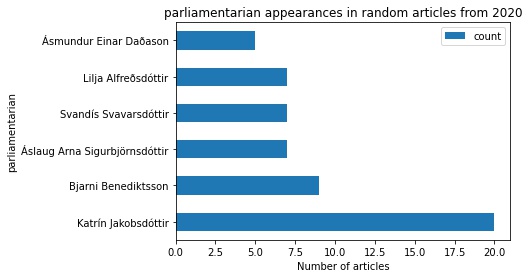 parliamentarian appearances in random articles from 2020
count
parliamentarian
Ásmundur Einar Daðason
Lilja Alfreðsdóttir
Svandís Svavarsdóttir
Áslaug Arna Sigurbjörnsdóttir
Bjarni Benediktsson
Katrín Jakobsdóttir
0.0 2.5 5.0 7.5 10.0 12.5 15.0 17.5 20.0
Number of articles